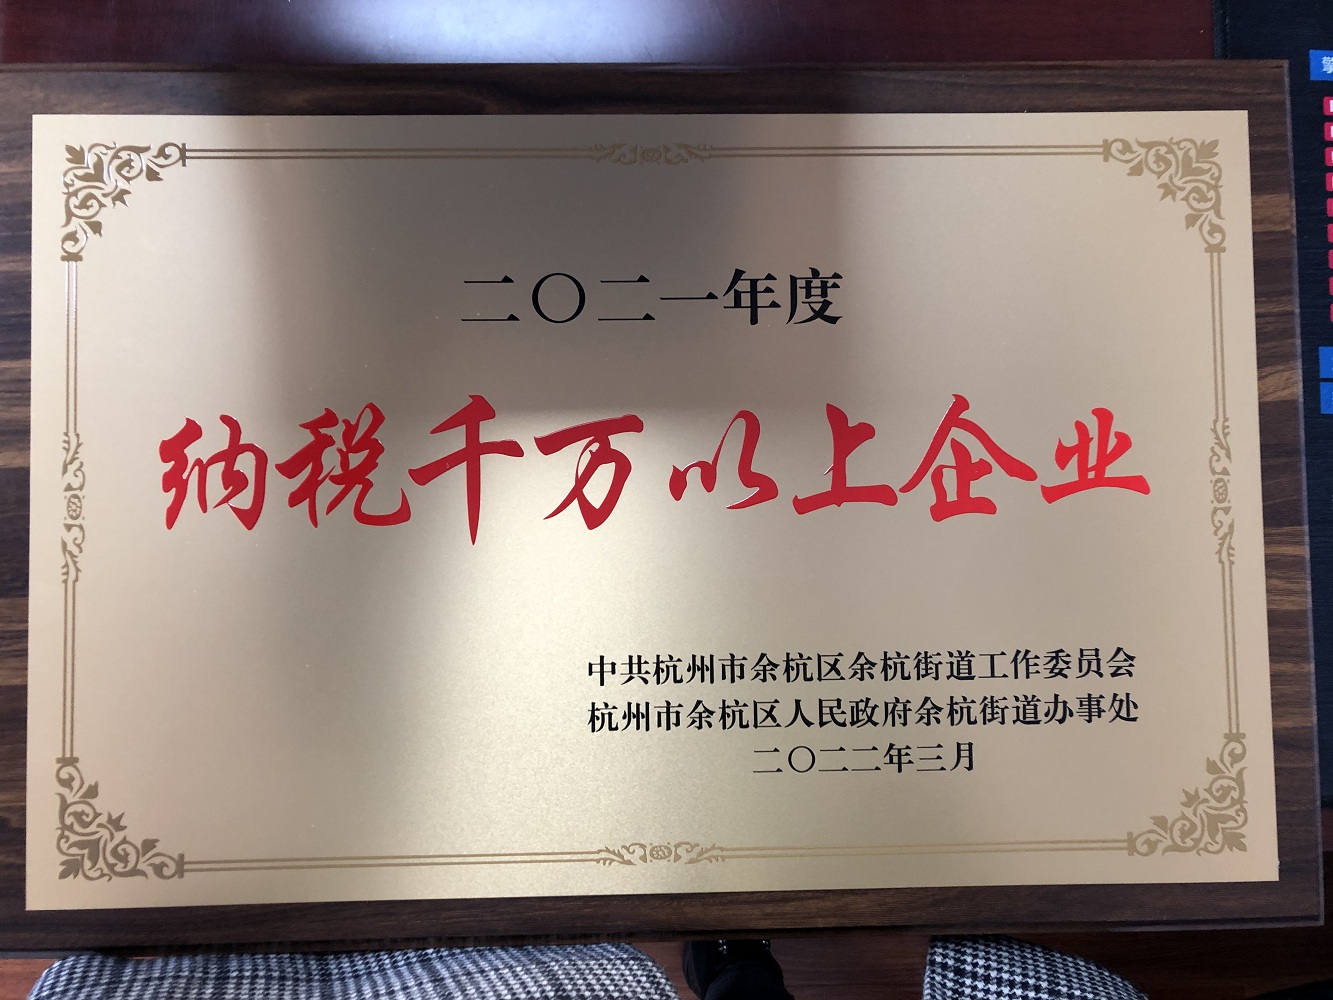 二〇二一年度
纳税千万以上企业
中共杭州市余杭区余杭街道工作委员会
杭州市余杭区人民政府余杭街道办事处
二〇二二年三月